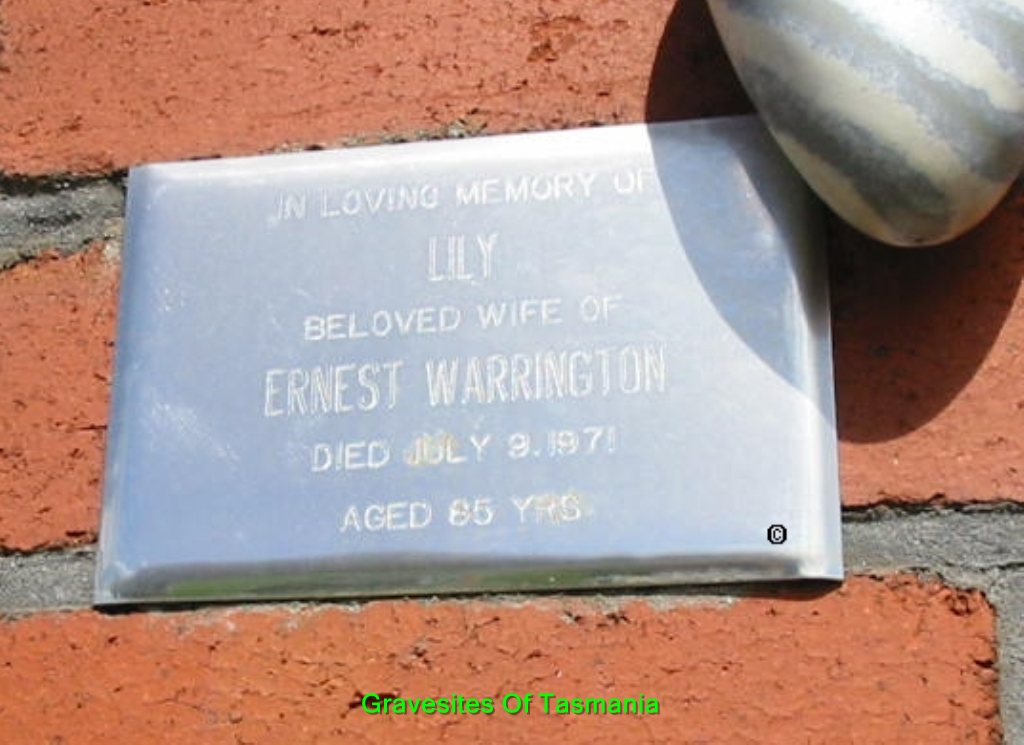 IN LOVING MEMORY OF
LILY
BELOVED WIFE OF
ERNEST WARRINGTON
DIED JULY 9.1971
AGED 85 YRS
©
Gravesites Of Tasmania